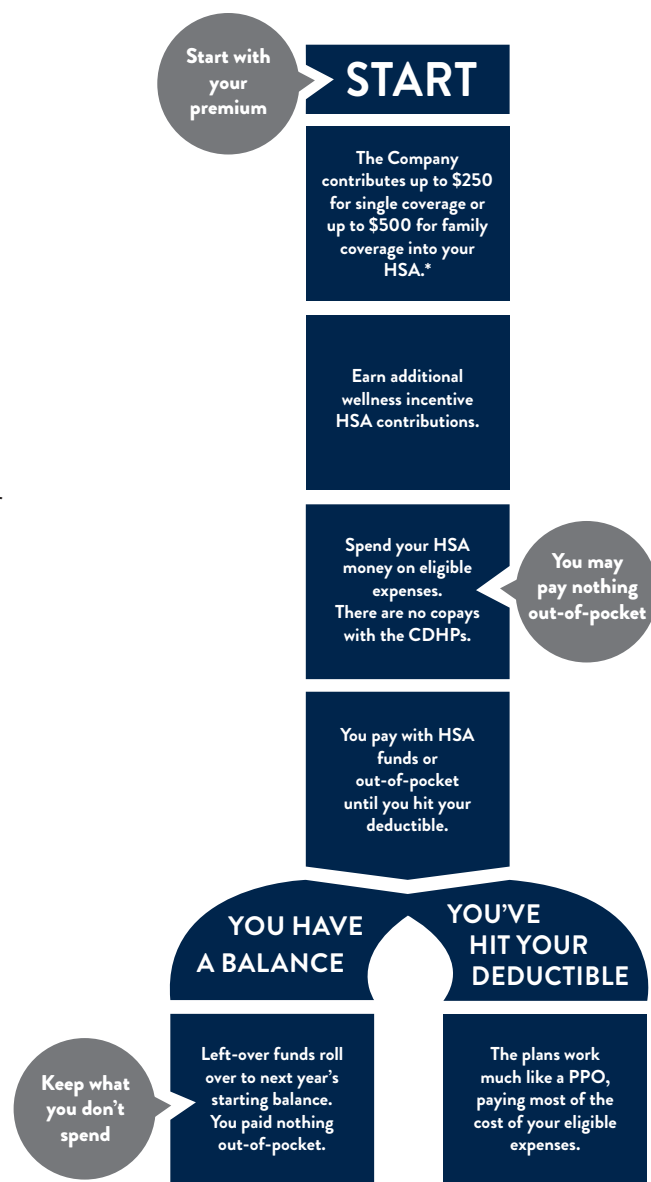 Start with
your
premium
START
The Company
contributes up to $250
for single coverage or
up to $500 for family
coverage into your
HSA.*
Earn additional
wellness incentive
HSA contributions.
Spend your HSA
money on eligible
expenses.
There are no copays
with the CDHPs.
You may
pay nothing
out-of-pocket
You pay with HSA
funds or
out-of-pocket
until you hit your
deductible.
YOU HAVE
A BALANCE
YOU'VE
HIT YOUR
DEDUCTIBLE
Keep what
you don't
spend
Left-over funds roll
over to next year's
starting balance.
You paid nothing
out-of-pocket.
The plans work
much like a PPO,
paying most of the
cost of your eligible
expenses.